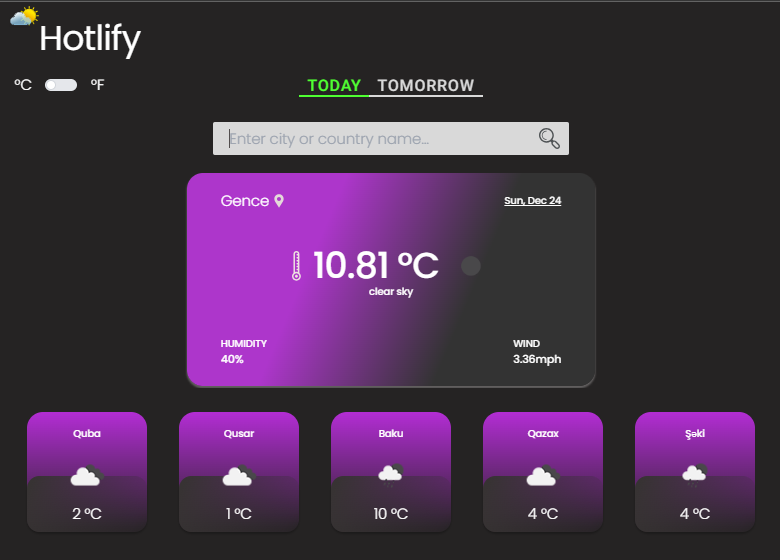 Hotlify
°C °F
TODAY TOMORROW
Enter city or country name...
Gence
Sun, Dec 24
10.81 °C
clear sky
HUMIDITY
40%
WIND
3.36mph
Quba
2 °C
Qusar
1 °C
Baku
10 °C
Qazax
4 °C
Şəki
4 °C